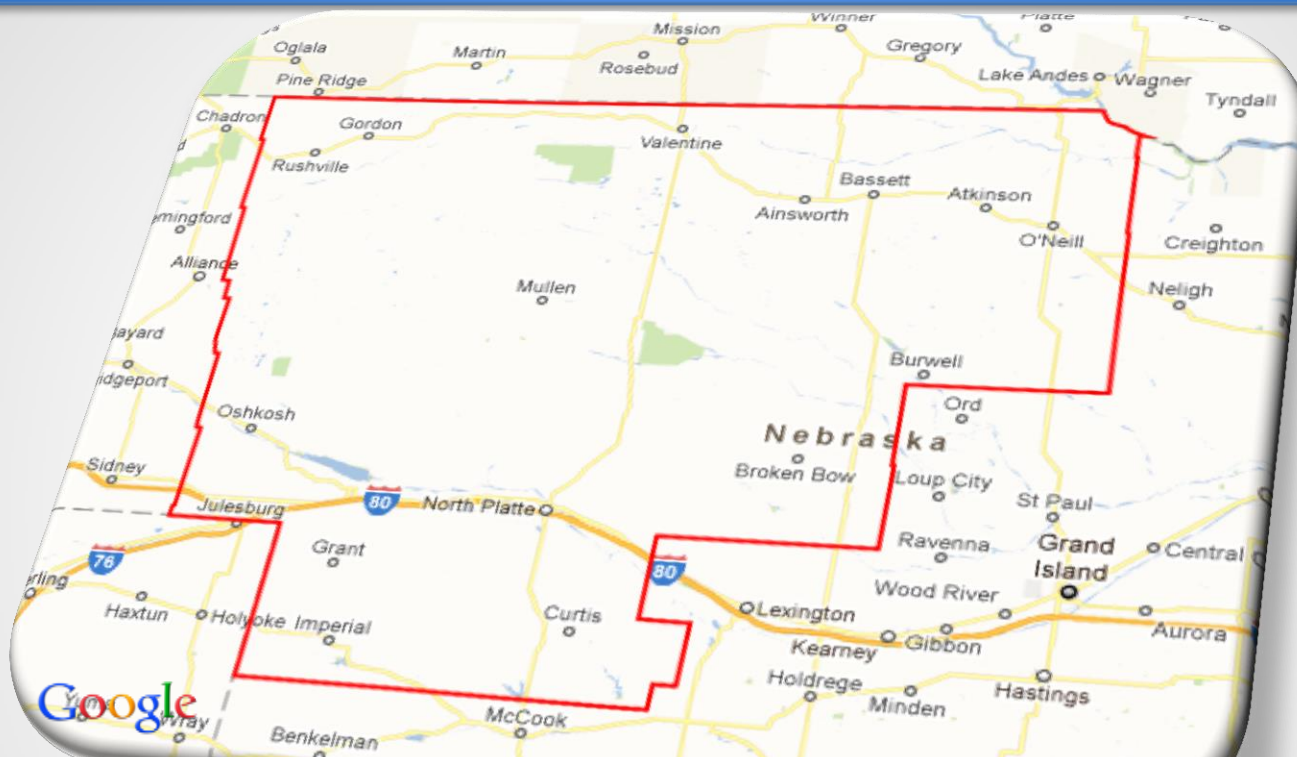 Winner
Platte
Mission
Oglala
Martin
Rosebud
Gregory
Lake Andes
Wagner
Pine Ridge
Tyndall
Chadron
Gordon
Valentine
Rushville
Bassett
Atkinson
Ainsworth
emingford
O'Neill
Creighton
Alliance
Mullen
Neligh
ayard
Burwell
idgeport
Ord
Oshkosh
Nebraska
Broken Bow
Sidney
Loup City
Julesburg
80
North Platte
St Paul
Grant
Ravenna
Grand
Island
Central
76
80
erling
Wood River
Haxtun
Holyoke
Imperial
Curtis
Lexington
Aurora
Kearney
Gibbon
Holdrege
Minden
Hastings
Google
McCook
Wray
Benkelman